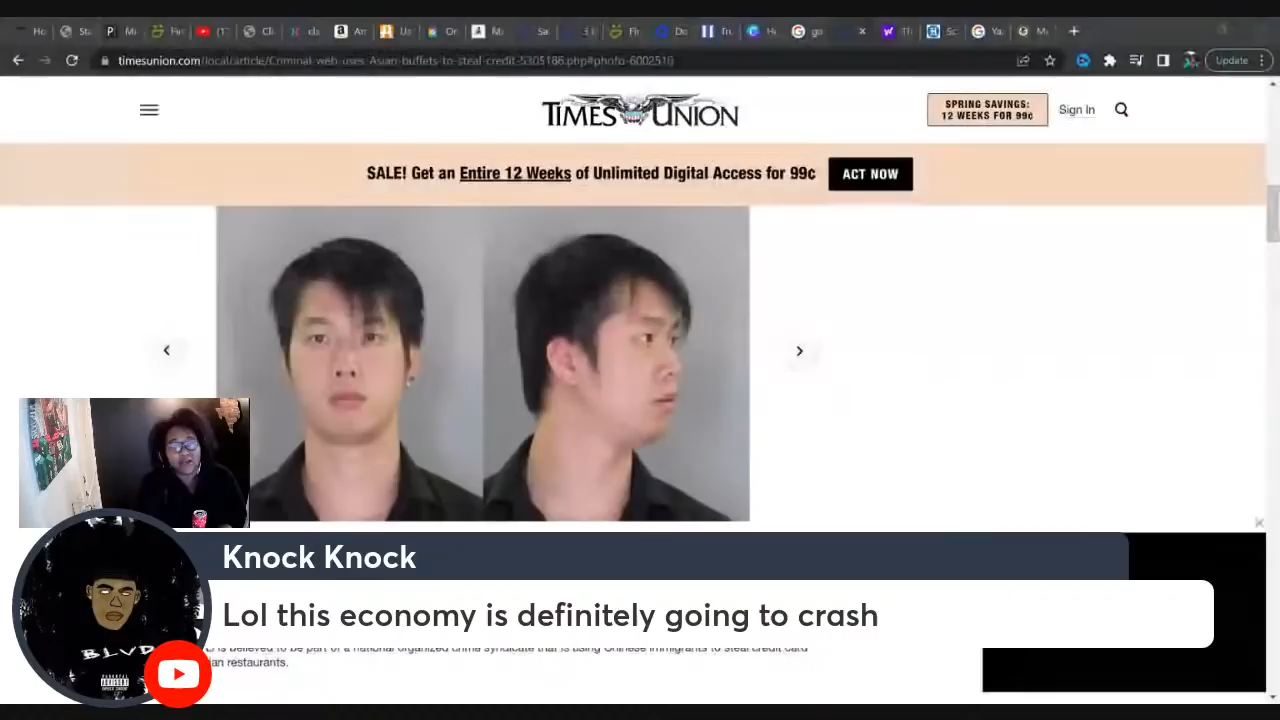 Update
timesunion.com/local/article/Criminal-web-uses-Asian-buffets-to-steal-credit-5305186.php#photo-6002510
TIMES UNION
SPRING SAVINGS:
12 WEEKS FOR 99¢
Sign In
SALE! Get an Entire 12 Weeks of Unlimited Digital Access for 99¢
ACT NOW
Knock Knock
Lol this economy is definitely going to crash
BLVD
is believed to be part of a national organized crime syndicate that is using Chinese immigrants to steal credit card
restaurants.